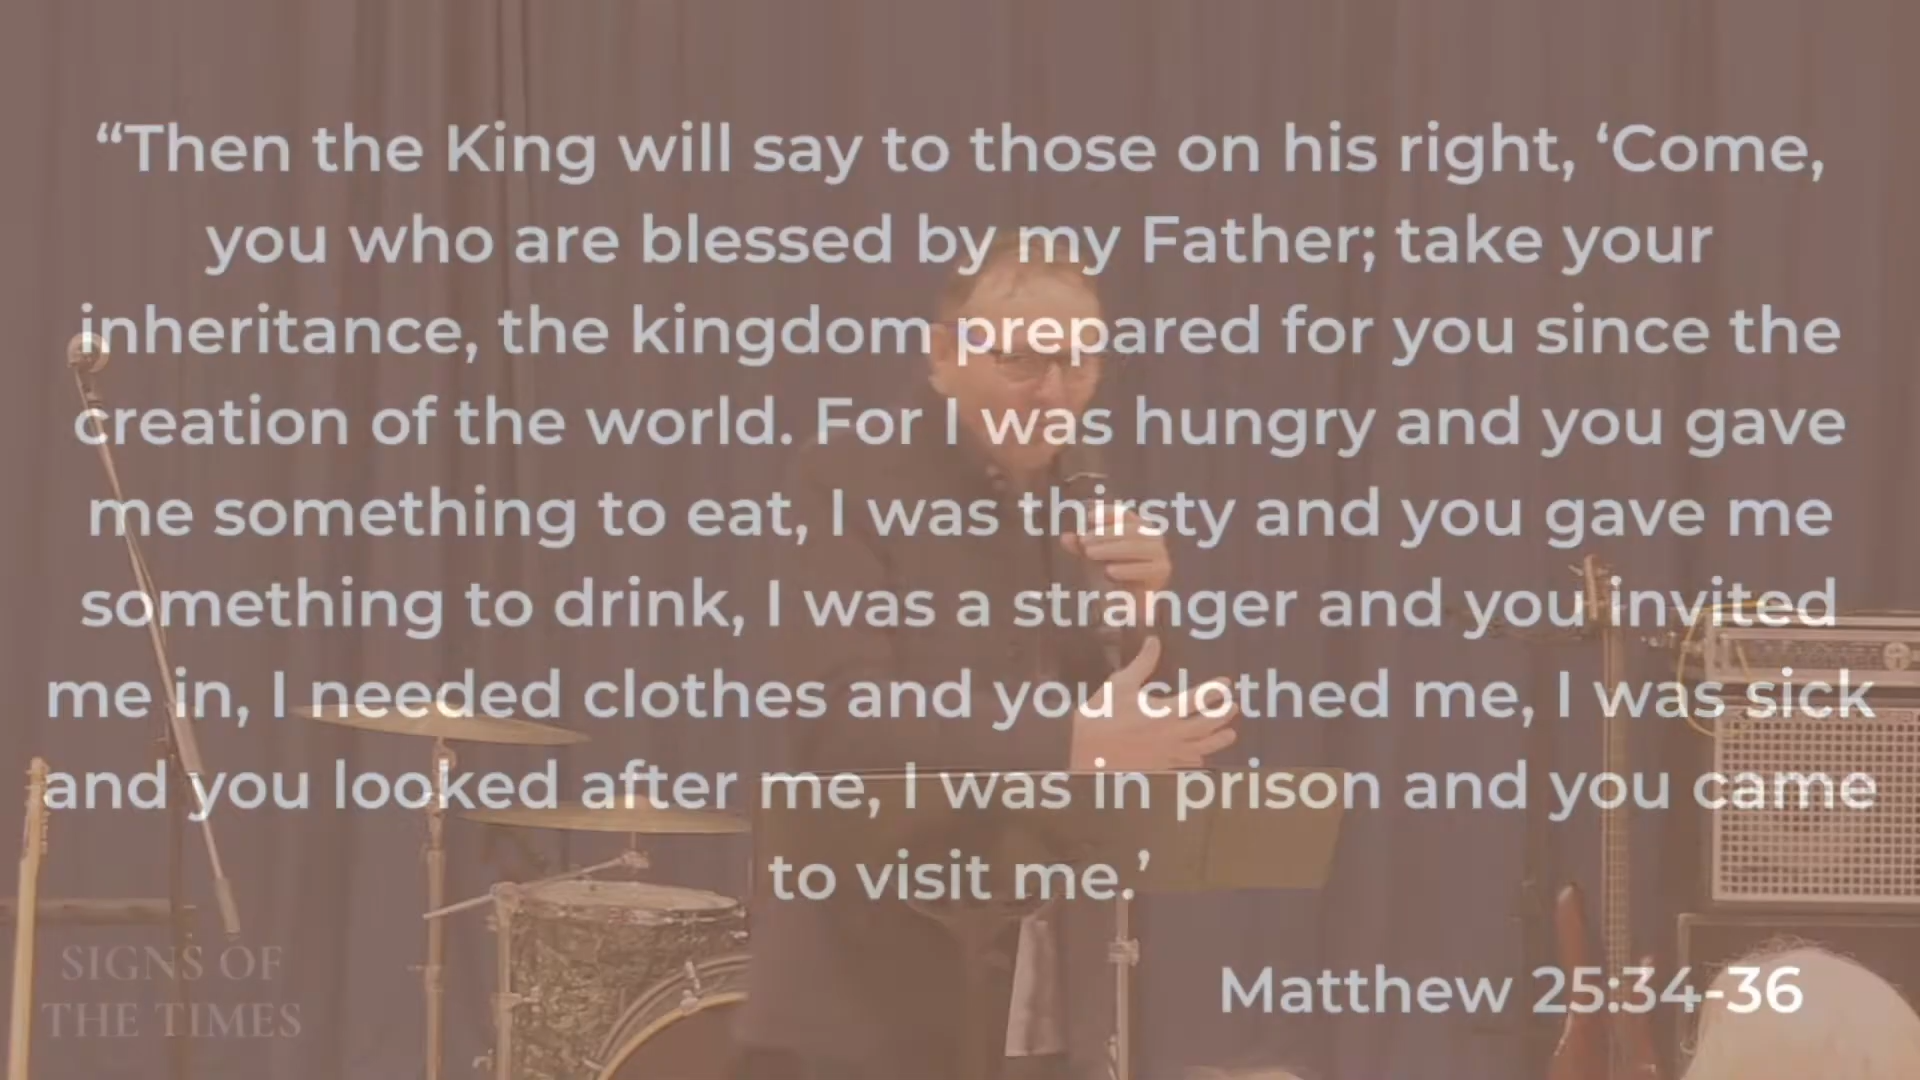 “Then the King will say to those on his right, ‘Come,
you who are blessed by my Father; take your
inheritance, the kingdom prepared for you since the
creation of the world. For I was hungry and you gave
me something to eat, I was thirsty and you gave me
something to drink, I was a stranger and you invited
me in, I needed clothes and you clothed me, I was sick
and you looked after me, I was in prison and you came
to visit me.’
Matthew 25:34-36
SIGNS OF
THE TIMES